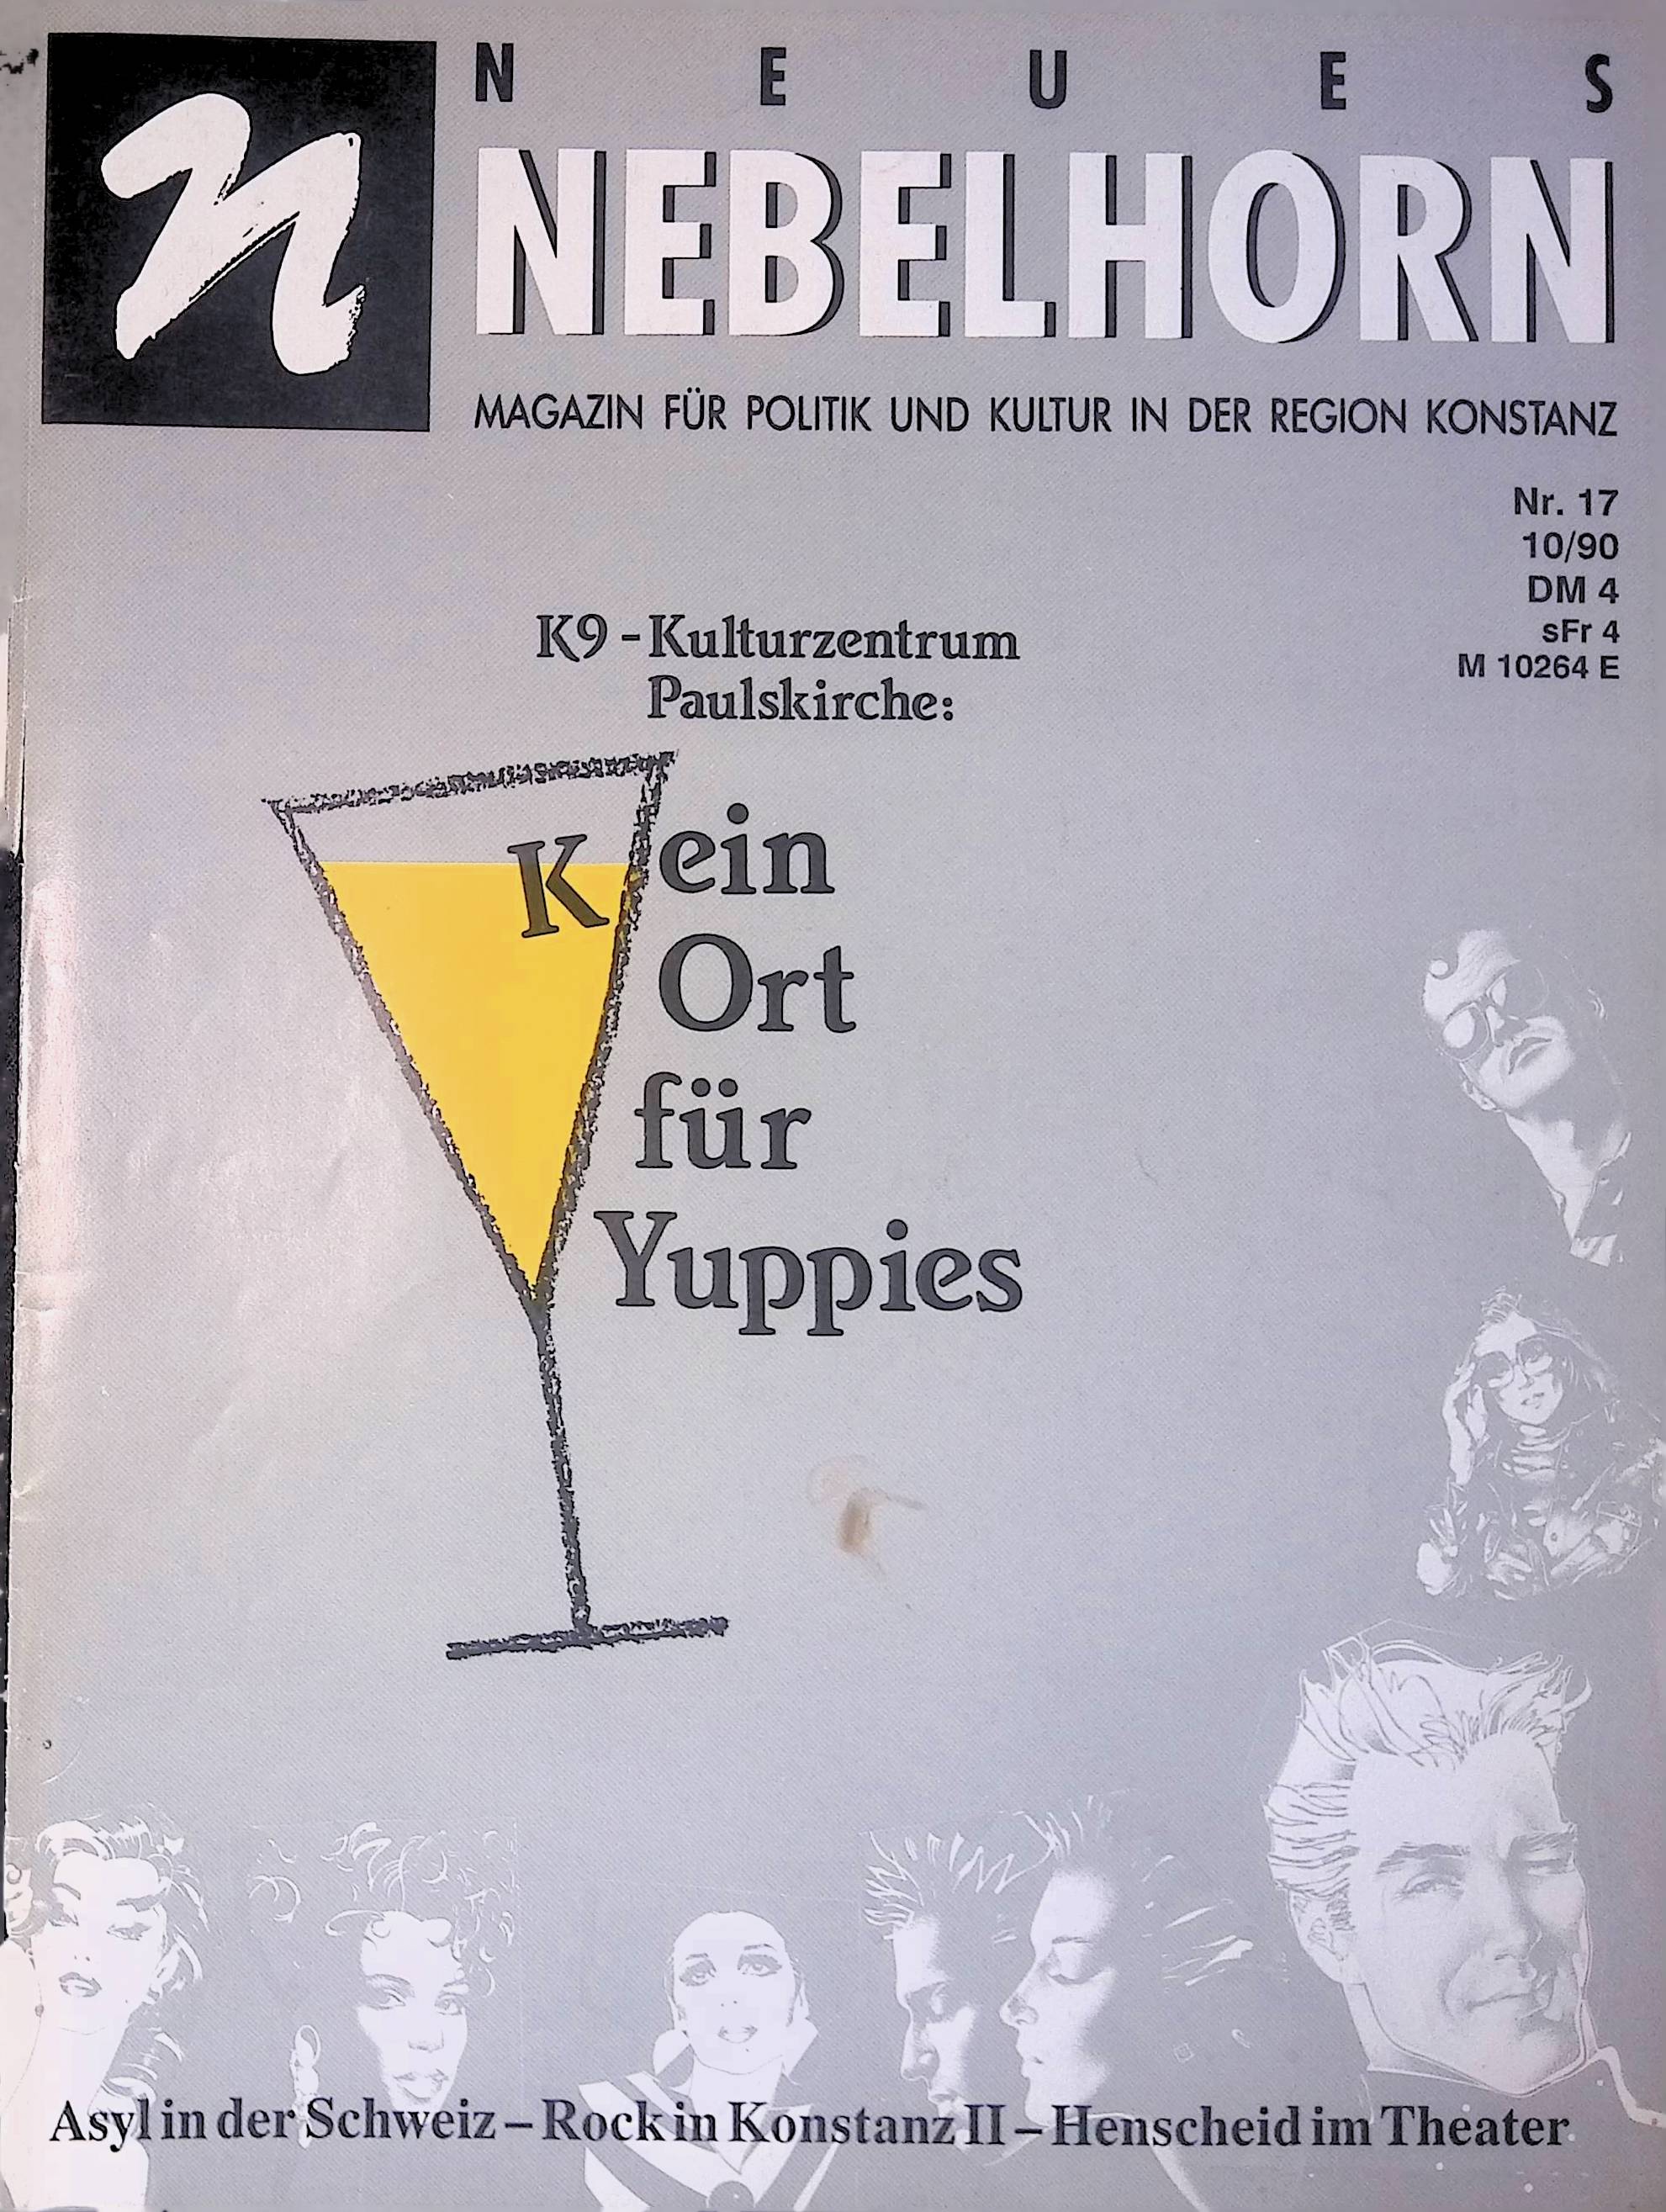 n
NEUES
NEBELHORN
MAGAZIN FÜR POLITIK UND KULTUR IN DER REGION KONSTANZ
Nr. 17
10/90
DM 4
sFr 4
M 10264 E
K9 - Kulturzentrum
Paulskirche:
Kein
Ort
für
Yuppies
Asyl in der Schweiz – Rock in Konstanz II – Henscheid im Theater